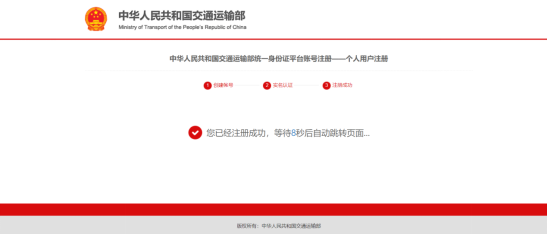 中华人民共和国交通运输部
Ministry of Transport of the People's Republic of China
中华人民共和国交通运输部统一身份证平台账号注册——个人用户注册
1 创建账号 2 实名认证 3 注册成功
您已经注册成功，等待8秒后自动跳转页面...
版权所有：中华人民共和国交通运输部